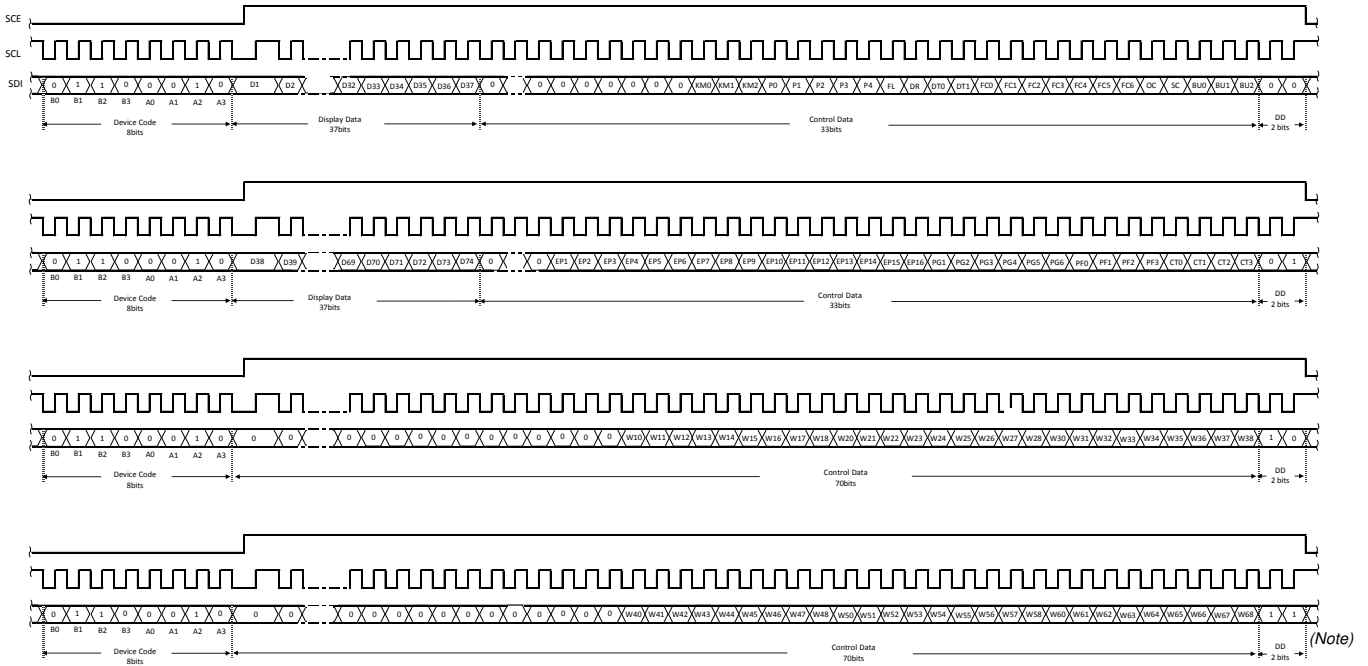 SCE
SCL
SDI 0 1 1 0 0 0 1 0 D1 D2 D32 D33 D34 D35 D36 D37 0 0 0 0 0 0 0 0 KM0 KM1 KM2 P0 P1 P2 P3 P4 FL DR DT0 DT1 FC0 FC1 FC2 FC3 FC4 FC5 FC6 OC SC BU0 BU1 BU2 0 0
B0 B1 B2 B3 A0 A1 A2 A3
Device Code
8bits
Display Data
37bits
Control Data
33bits
DD
2 bits
0 1 1 0 0 0 1 0 D38 D39 D69 D70 D71 D72 D73 D74 0 0 EP1 EP2 EP3 EP4 EP5 EP6 EP7 EP8 EP9 EP10 EP11 EP12 EP13 EP14 EP15 EP16 PG1 PG2 PG3 PG4 PG5 PG6 PF0 PF1 PF2 PF3 CT0 CT1 CT2 CT3 0 1
B0 B1 B2 B3 A0 A1 A2 A3
Device Code
8bits
Display Data
37bits
Control Data
33bits
DD
2 bits
0 1 1 0 0 0 1 0 0 0 0 0 0 0 0 0 0 0 0 0 0 0 W10 W11 W12 W13 W14 W15 W16 W17 W18 W20 W21 W22 W23 W24 W25 W26 W27 W28 W30 W31 W32 W33 W34 W35 W36 W37 W38 1 0
B0 B1 B2 B3 A0 A1 A2 A3
Device Code
8bits
Control Data
70bits
DD
2 bits
0 1 1 0 0 0 1 0 0 0 0 0 0 0 0 0 0 0 0 0 0 0 W40 W41 W42 W43 W44 W45 W46 W47 W48 W50 W51 W52 W53 W54 W55 W56 W57 W58 W60 W61 W62 W63 W64 W65 W66 W67 W68 1 1
B0 B1 B2 B3 A0 A1 A2 A3
(Note)
Device Code
8bits
Control Data
70bits
DD
2 bits